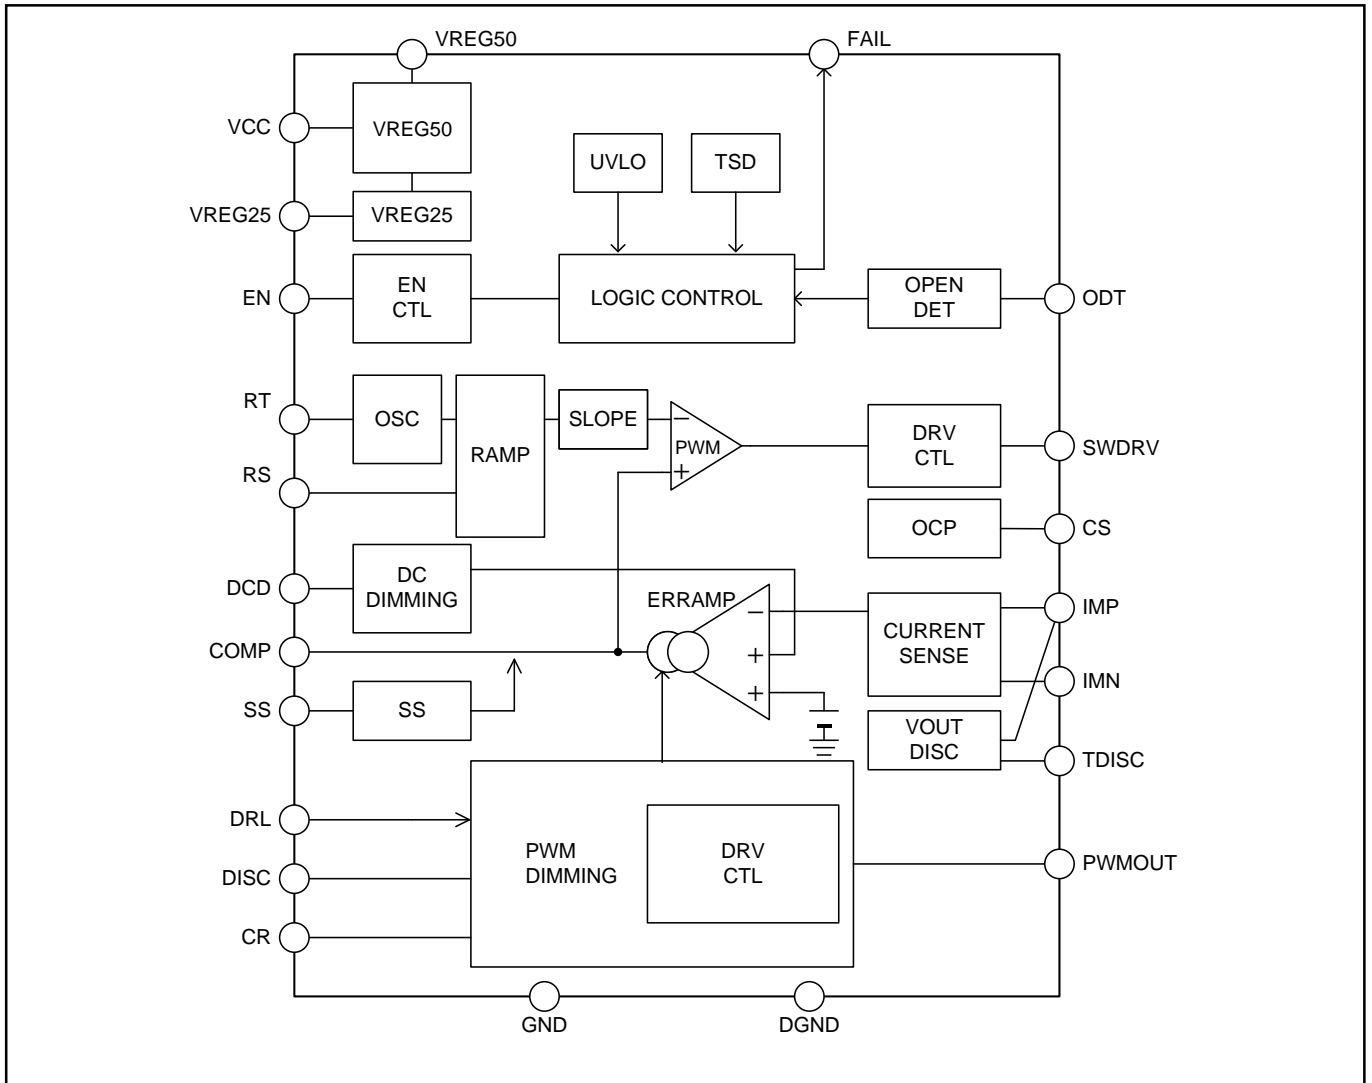 VREG50
FAIL
VCC
VREG50
UVLO
TSD
VREG25
VREG25
EN
EN
CTL
LOGIC CONTROL
OPEN
DET
ODT
RT
OSC
RAMP
SLOPE
−
PWM
+
DRV
CTL
SWDRV
RS
OCP
CS
DCD
DC
DIMMING
ERRAMP
−
+
+
CURRENT
SENSE
IMP
COMP
IMN
SS
SS
VOUT
DISC
TDISC
DRL
PWM
DIMMING
DRV
CTL
PWMOUT
DISC
CR
GND
DGND